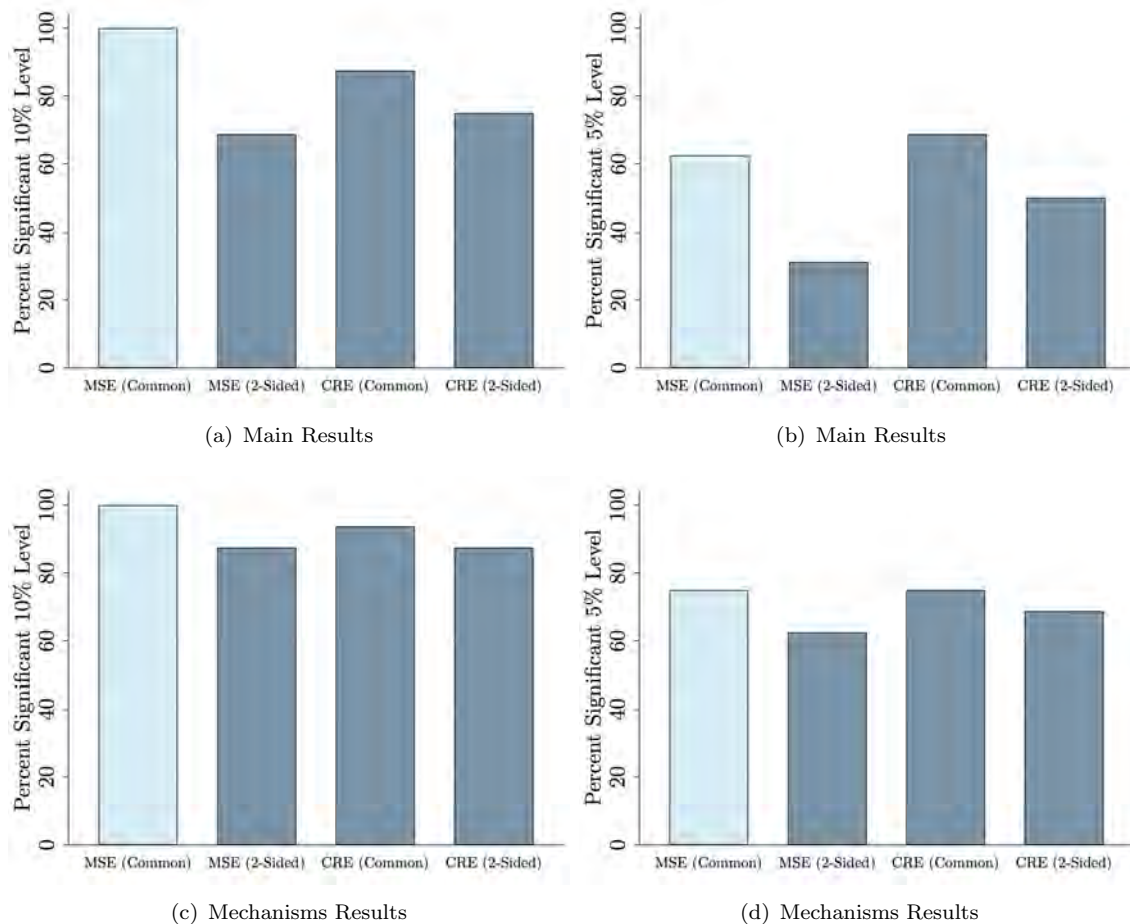 Percent Significant 10% Level
0 20 40 60 80 100
MSE (Common) MSE (2-Sided) CRE (Common) CRE (2-Sided)
(a) Main Results
Percent Significant 5% Level
0 20 40 60 80 100
MSE (Common) MSE (2-Sided) CRE (Common) CRE (2-Sided)
(b) Main Results
Percent Significant 10% Level
0 20 40 60 80 100
MSE (Common) MSE (2-Sided) CRE (Common) CRE (2-Sided)
(c) Mechanisms Results
Percent Significant 5% Level
0 20 40 60 80 100
MSE (Common) MSE (2-Sided) CRE (Common) CRE (2-Sided)
(d) Mechanisms Results